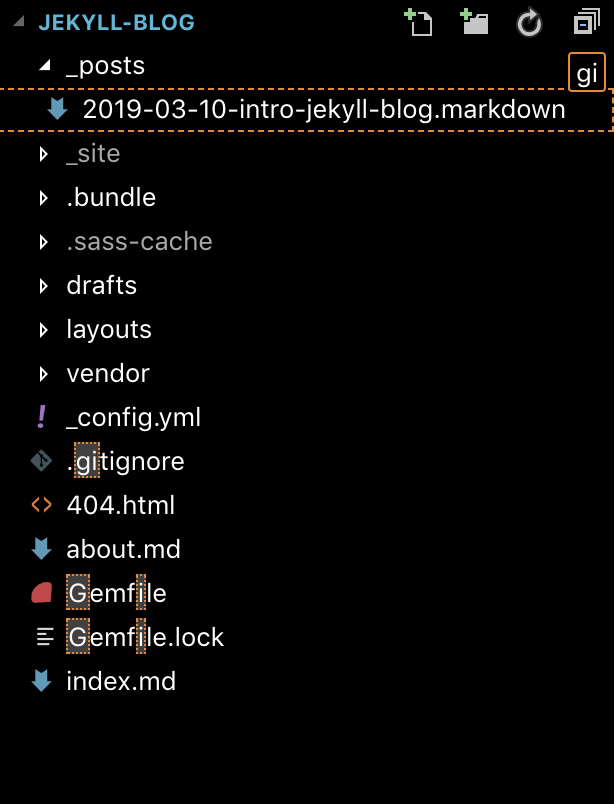 JEKYLL-BLOG
_posts
gi
2019-03-10-intro-jekyll-blog.markdown
_site
.bundle
.sass-cache
drafts
layouts
vendor
_config.yml
.gitignore
404.html
about.md
Gemfile
Gemfile.lock
index.md